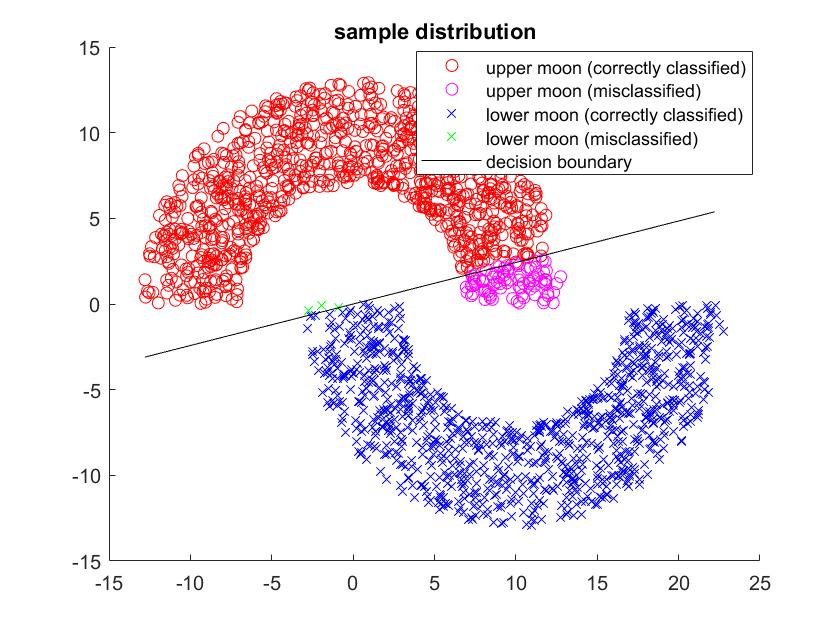 sample distribution
upper moon (correctly classified)
upper moon (misclassified)
lower moon (correctly classified)
lower moon (misclassified)
decision boundary
15
10
5
0
-5
-10
-15
-15 -10 -5 0 5 10 15 20 25